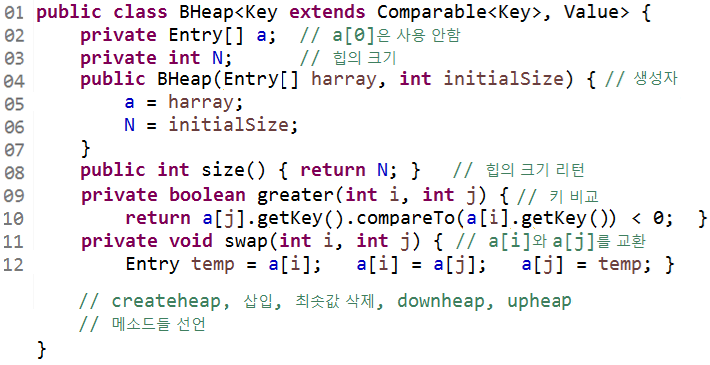 01 public class BHeap<Key extends Comparable<Key>, Value> {
02     private Entry[] a;  // a[0]은 사용 안함
03     private int N;      // 힙의 크기
04     public BHeap(Entry[] harray, int initialSize) { // 생성자
05         a = harray;
06         N = initialSize;
07     }
08     public int size() { return N; }   // 힙의 크기 리턴
09     private boolean greater(int i, int j) { // 키 비교
10         return a[j].getKey().compareTo(a[i].getKey()) < 0;  }
11     private void swap(int i, int j) { // a[i]와 a[j]를 교환
12         Entry temp = a[i];   a[i] = a[j];   a[j] = temp; }
// createheap, 삽입, 최솟값 삭제, downheap, upheap
// 메소드들 선언
}